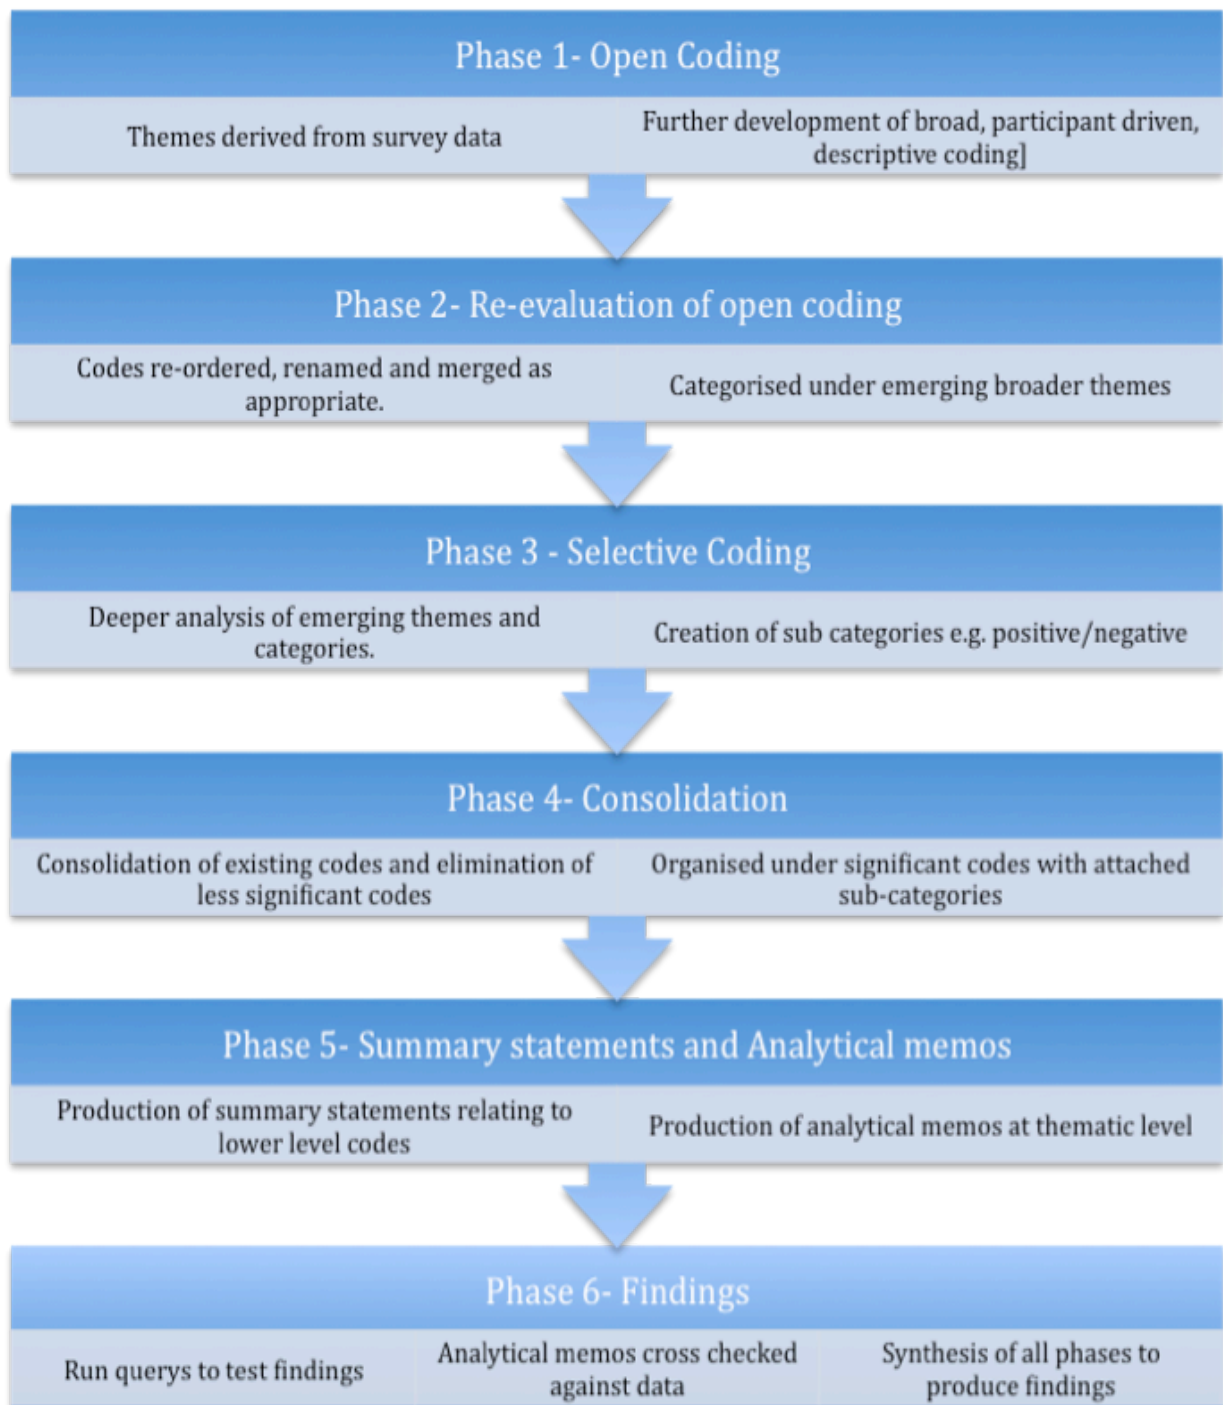 Phase 1- Open Coding
Themes derived from survey data
Further development of broad, participant driven,
descriptive coding]
Phase 2- Re-evaluation of open coding
Codes re-ordered, renamed and merged as
appropriate.
Categorised under emerging broader themes
Phase 3 - Selective Coding
Deeper analysis of emerging themes and
categories.
Creation of sub categories e.g. positive/negative
Phase 4- Consolidation
Consolidation of existing codes and elimination of
less significant codes
Organised under significant codes with attached
sub-categories
Phase 5- Summary statements and Analytical memos
Production of summary statements relating to
lower level codes
Production of analytical memos at thematic level
Phase 6- Findings
Run querys to test findings
Analytical memos cross checked
against data
Synthesis of all phases to
produce findings